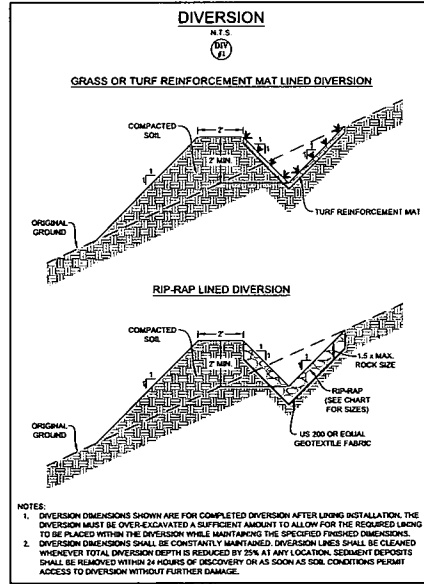 DIVERSION
N.T.S.
DIV
#1
GRASS OR TURF REINFORCEMENT MAT LINED DIVERSION
COMPACTED
SOIL
2'
1
1
1
1
1
1
2' MIN.
TURF REINFORCEMENT MAT
ORIGINAL
GROUND
RIP-RAP LINED DIVERSION
COMPACTED
SOIL
2'
1
1
1
2' MIN.
1.5 x MAX.
ROCK SIZE
RIP-RAP
(SEE CHART
FOR SIZES)
ORIGINAL
GROUND
US 200 OR EQUAL
GEOTEXTILE FABRIC
NOTES:
1. DIVERSION DIMENSIONS SHOWN ARE FOR COMPLETED DIVERSION AFTER LINING INSTALLATION. THE
DIVERSION MUST BE OVER-EXCAVATED A SUFFICIENT AMOUNT TO ALLOW FOR THE REQUIRED LINING
TO BE PLACED WITHIN THE DIVERSION WHILE MAINTAINING THE SPECIFIED FINISHED DIMENSIONS.
2. DIVERSION DIMENSIONS SHALL BE CONSTANTLY MAINTAINED. DIVERSION LINES SHALL BE CLEANED
WHENEVER TOTAL DIVERSION DEPTH IS REDUCED BY 25% AT ANY LOCATION. SEDIMENT DEPOSITS
SHALL BE REMOVED WITHIN 24 HOURS OF DISCOVERY OR AS SOON AS SOIL CONDITIONS PERMIT
ACCESS TO DIVERSION WITHOUT FURTHER DAMAGE.